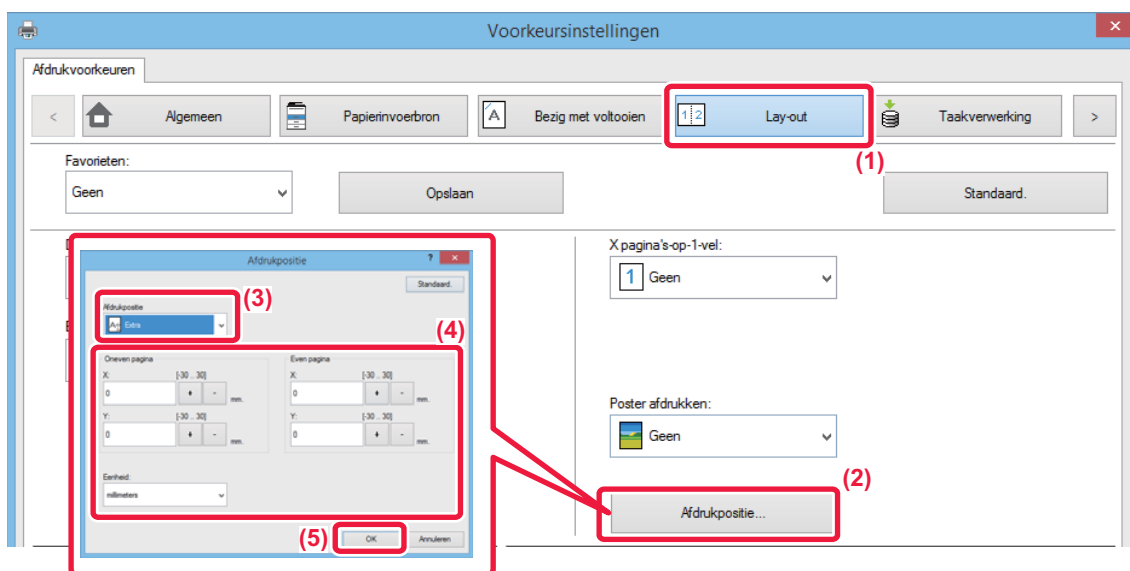 Voorkeursinstellingen
Afdrukvoorkeuren
< Algemeen Papierinvoerbron Bezig met voltooien 1 2 Lay-out Taakverwerking >
(1)
Favorieten:
Geen Opslaan Standaard.
X pagina's-op-1-vel:
1 Geen
Poster afdrukken:
Geen
(2)
Afdrukpositie...
Afdrukpositie ?
Standaard.
(3)
Afdrukpositie
Extra
(4)
Oneven pagina Even pagina
X: [-30 .. 30] X: [-30 .. 30]
0 + - mm. 0 + - mm.
Y: [-30 .. 30] Y: [-30 .. 30]
0 + - mm. 0 + - mm.
Eenheid:
millimeters
(5) OK Annuleren